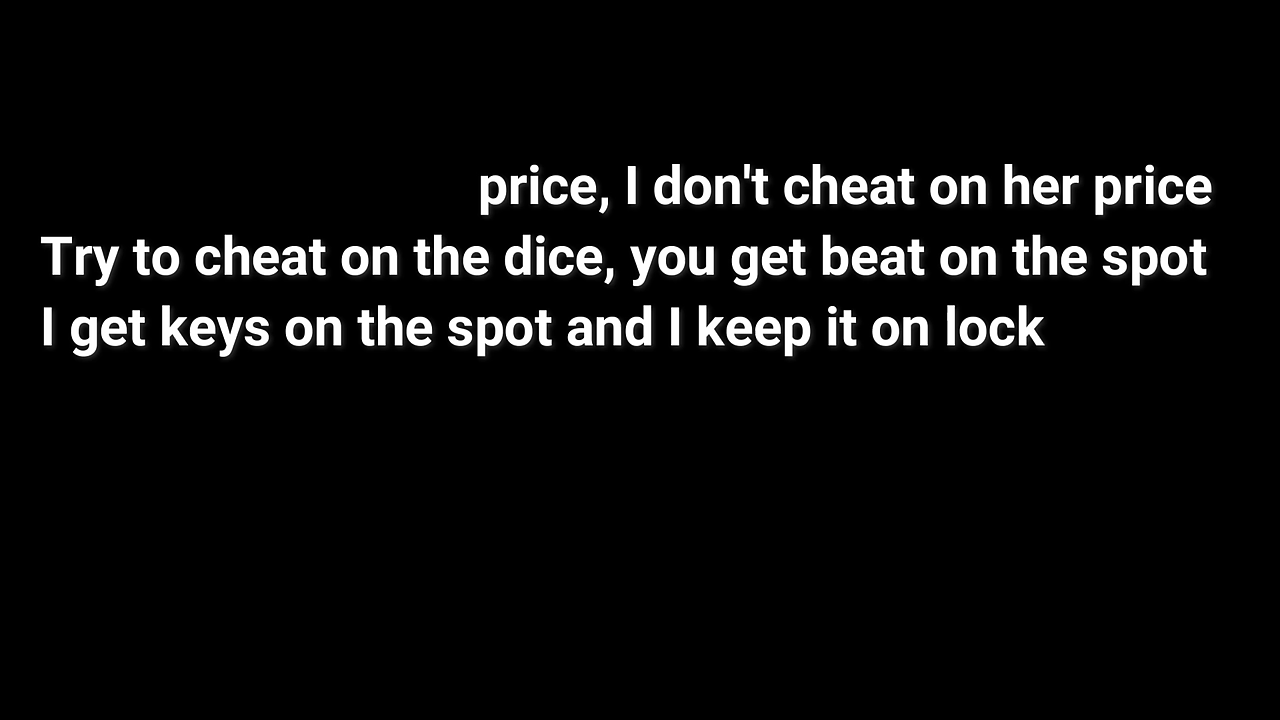 price, I don't cheat on her price
Try to cheat on the dice, you get beat on the spot
I get keys on the spot and I keep it on lock